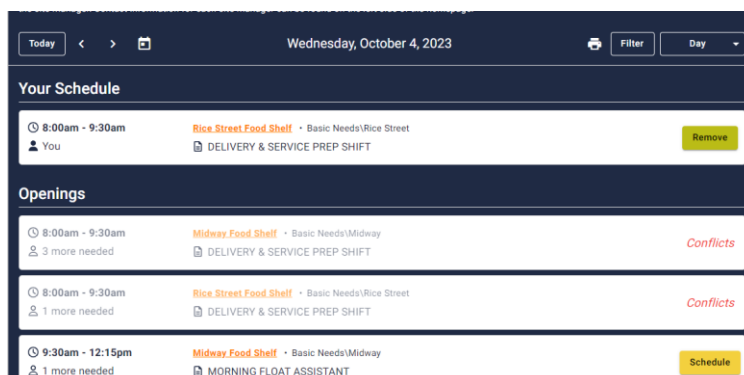 Today
Wednesday, October 4, 2023
Filter
Day
Your Schedule
8:00am - 9:30am
Rice Street Food Shelf • Basic Needs\Rice Street
You
DELIVERY & SERVICE PREP SHIFT
Remove
Openings
8:00am - 9:30am
Midway Food Shelf • Basic Needs\Midway
3 more needed
DELIVERY & SERVICE PREP SHIFT
Conflicts
8:00am - 9:30am
Rice Street Food Shelf • Basic Needs\Rice Street
1 more needed
DELIVERY & SERVICE PREP SHIFT
Conflicts
9:30am - 12:15pm
Midway Food Shelf • Basic Needs\Midway
1 more needed
MORNING FLOAT ASSISTANT
Schedule